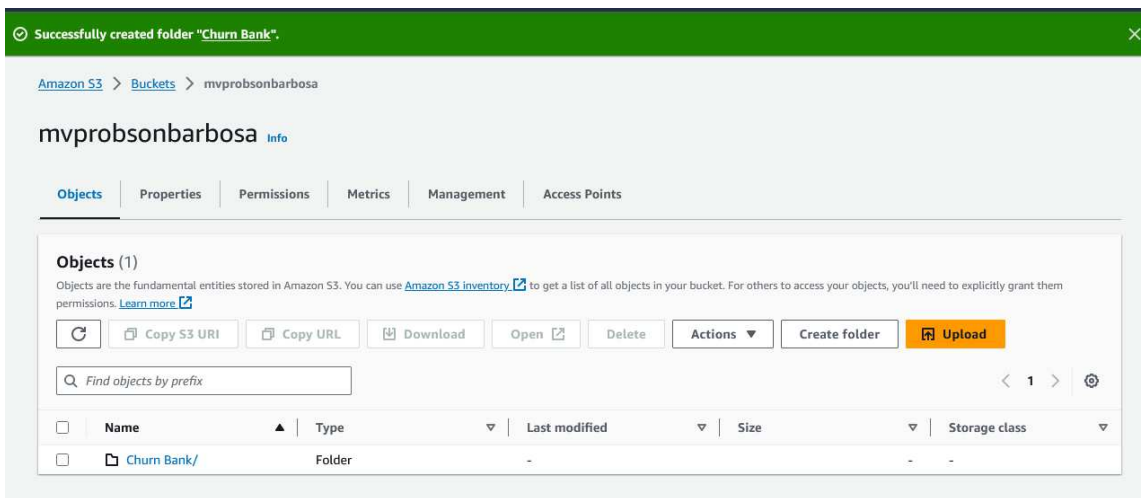 Successfully created folder "Churn Bank".
Amazon S3 > Buckets > mvprobsonbarbosa
mvprobsonbarbosa Info
Objects Properties Permissions Metrics Management Access Points
Objects (1)
Objects are the fundamental entities stored in Amazon S3. You can use Amazon S3 inventory to get a list of all objects in your bucket. For others to access your objects, you'll need to explicitly grant them
permissions. Learn more
Copy S3 URI Copy URL Download Open Delete Actions Create folder Upload
Find objects by prefix < 1 >
Name Type Last modified Size Storage class
Churn Bank/ Folder - - -